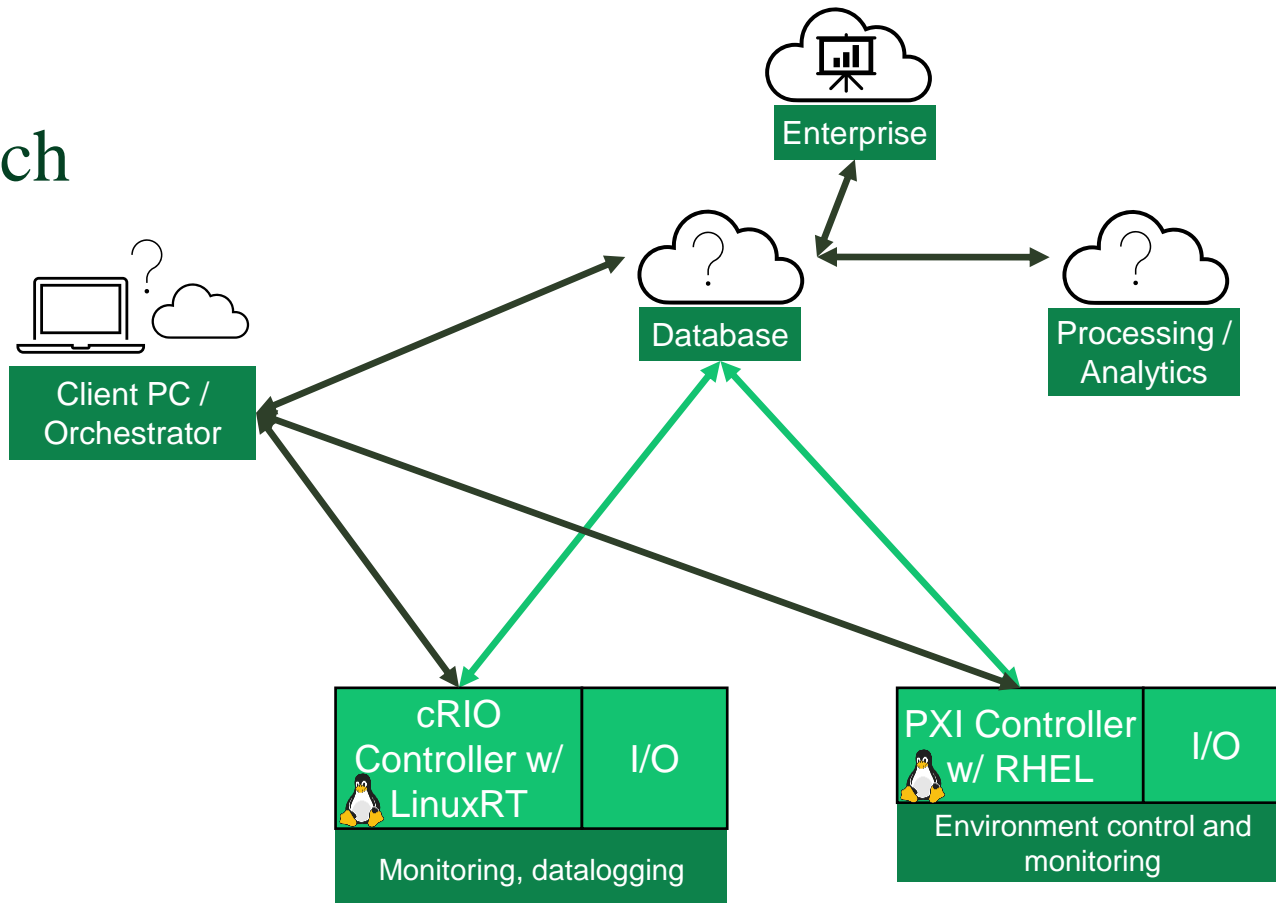 Enterprise
ch
?
?
?
Database
Processing /
Analytics
Client PC /
Orchestrator
cRIO
Controller w/
LinuxRT
I/O
PXI Controller
w/ RHEL
I/O
Monitoring, datalogging
Environment control and
monitoring